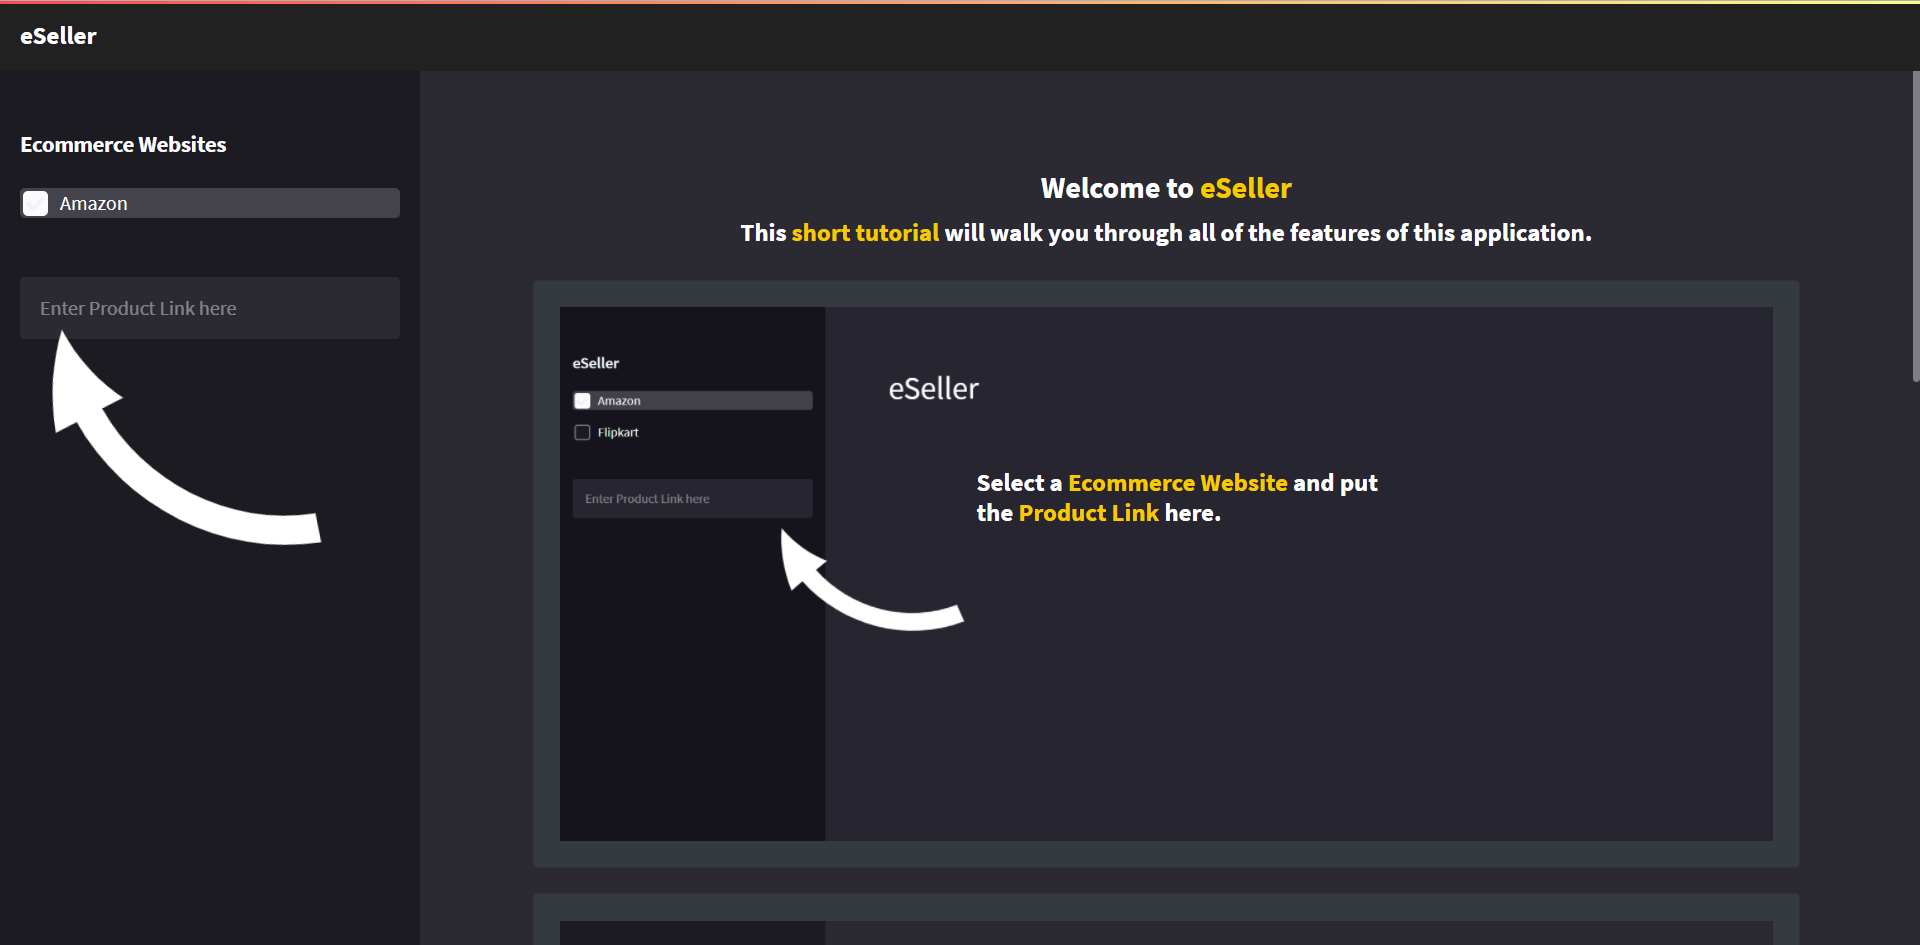 eSeller
Ecommerce Websites
Amazon
Enter Product Link here
Welcome to eSeller
This short tutorial will walk you through all of the features of this application.
eSeller
Amazon
Flipkart
Enter Product Link here
eSeller
Select a Ecommerce Website and put
the Product Link here.